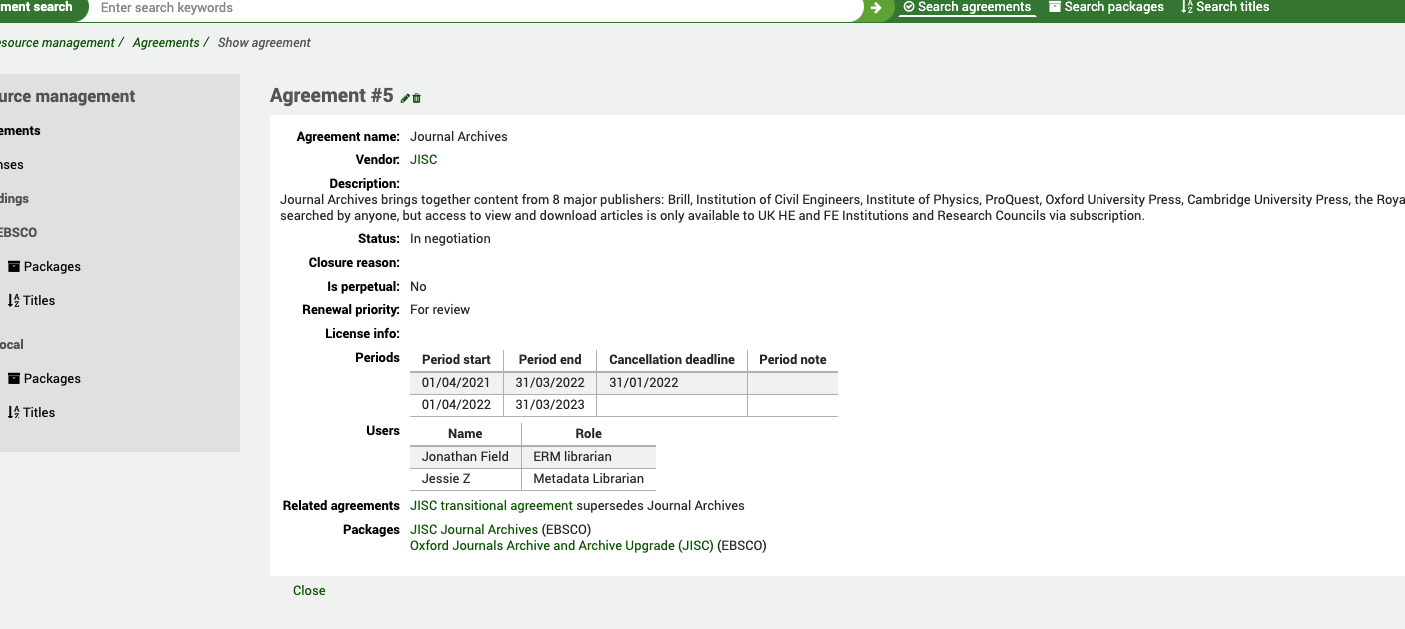 ment search Enter search keywords Search agreements Search packages Search titles
esource management / Agreements / Show agreement
urce management
ements
nses
dings
EBSCO
Packages
Titles
ocal
Packages
Titles
Agreement #5
Agreement name: Journal Archives
Vendor: JISC
Description:
Journal Archives brings together content from 8 major publishers: Brill, Institution of Civil Engineers, Institute of Physics, ProQuest, Oxford University Press, Cambridge University Press, the Roya
searched by anyone, but access to view and download articles is only available to UK HE and FE Institutions and Research Councils via subscription.
Status: In negotiation
Closure reason:
Is perpetual: No
Renewal priority: For review
License info:
Periods Period start Period end Cancellation deadline Period note
01/04/2021 31/03/2022 31/01/2022
01/04/2022 31/03/2023
Users Name Role
Jonathan Field ERM librarian
Jessie Z Metadata Librarian
Related agreements JISC transitional agreement supersedes Journal Archives
Packages JISC Journal Archives (EBSCO)
Oxford Journals Archive and Archive Upgrade (JISC) (EBSCO)
Close